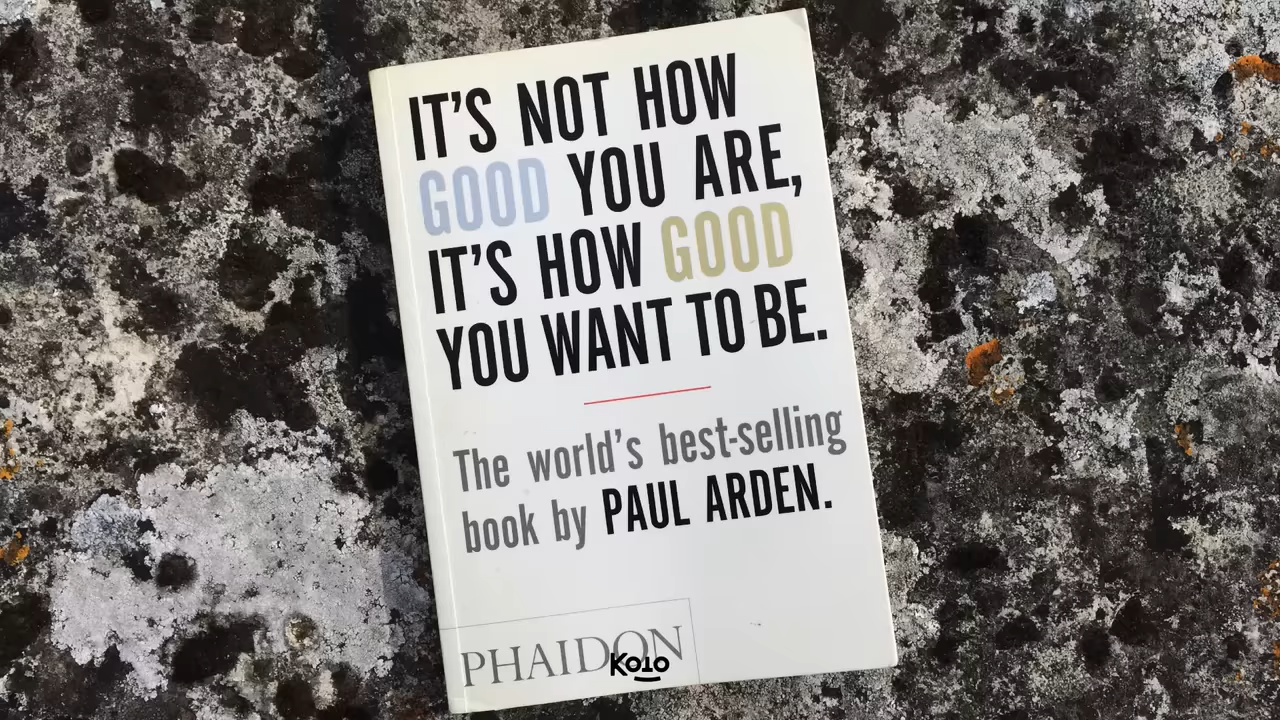 IT'S NOT HOW
GOOD YOU ARE,
IT'S HOW GOOD
YOU WANT TO BE.
The world's best-selling
book by PAUL ARDEN.
PHAIDON
Koto